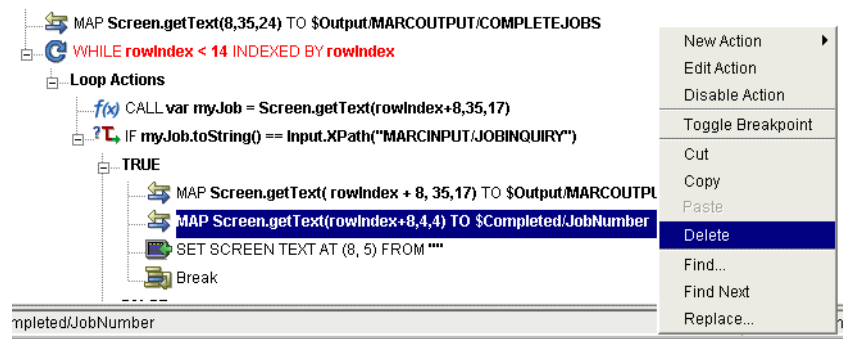 MAP Screen.getText(8,35,24) TO $Output/MARCOUTPUT/COMPLETEJOBS
WHILE rowIndex < 14 INDEXED BY rowIndex
Loop Actions
f(x) CALL var myJob = Screen.getText(rowIndex+8,35,17)
IF myJob.toString() == Input.XPath("MARCINPUT/JOBINQUIRY")
TRUE
MAP Screen.getText( rowIndex + 8, 35,17) TO $Output/MARCOUTPU
MAP Screen.getText(rowIndex+8,4,4) TO $Completed/JobNumber
SET SCREEN TEXT AT (8, 5) FROM ""
Break
mpleted/JobNumber
New Action
Edit Action
Disable Action
Toggle Breakpoint
Cut
Copy
Paste
Delete
Find...
Find Next
Replace...